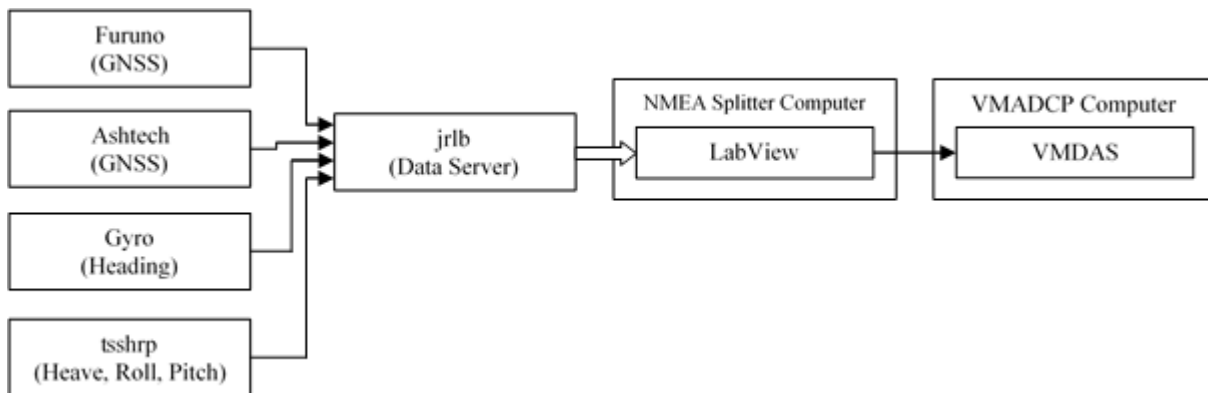 Furuno
(GNSS)
Ashtech
(GNSS)
Gyro
(Heading)
tsshrp
(Heave, Roll, Pitch)
jrlb
(Data Server)
NMEA Splitter Computer
LabView
VMADCP Computer
VMDAS